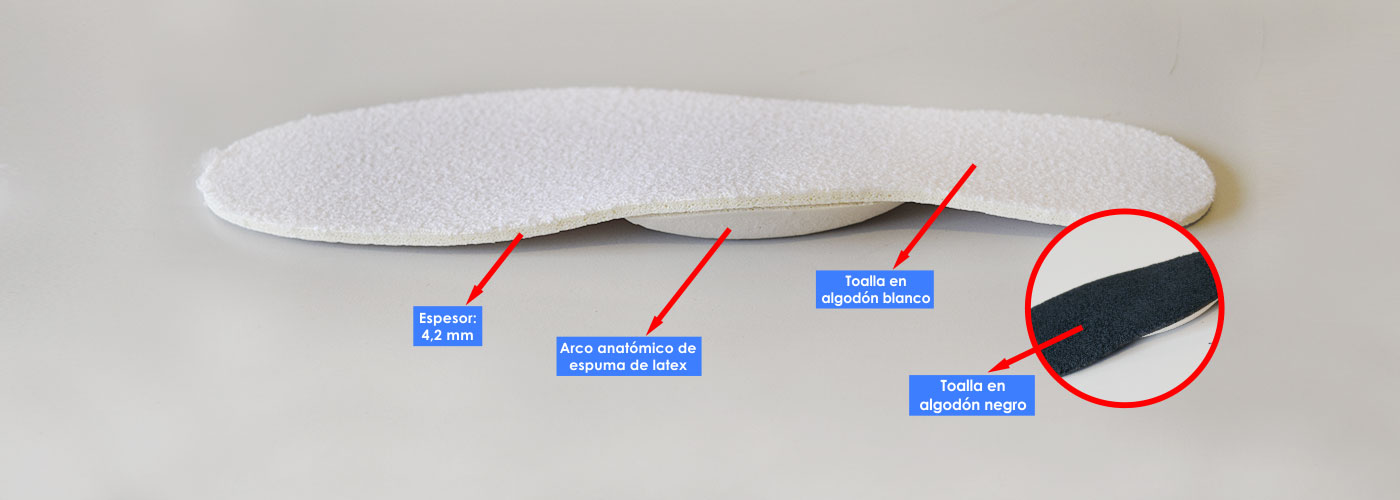 Espesor:
4,2 mm
Arco anatómico de
espuma de latex
Toalla en
algodón blanco
Toalla en
algodón negro